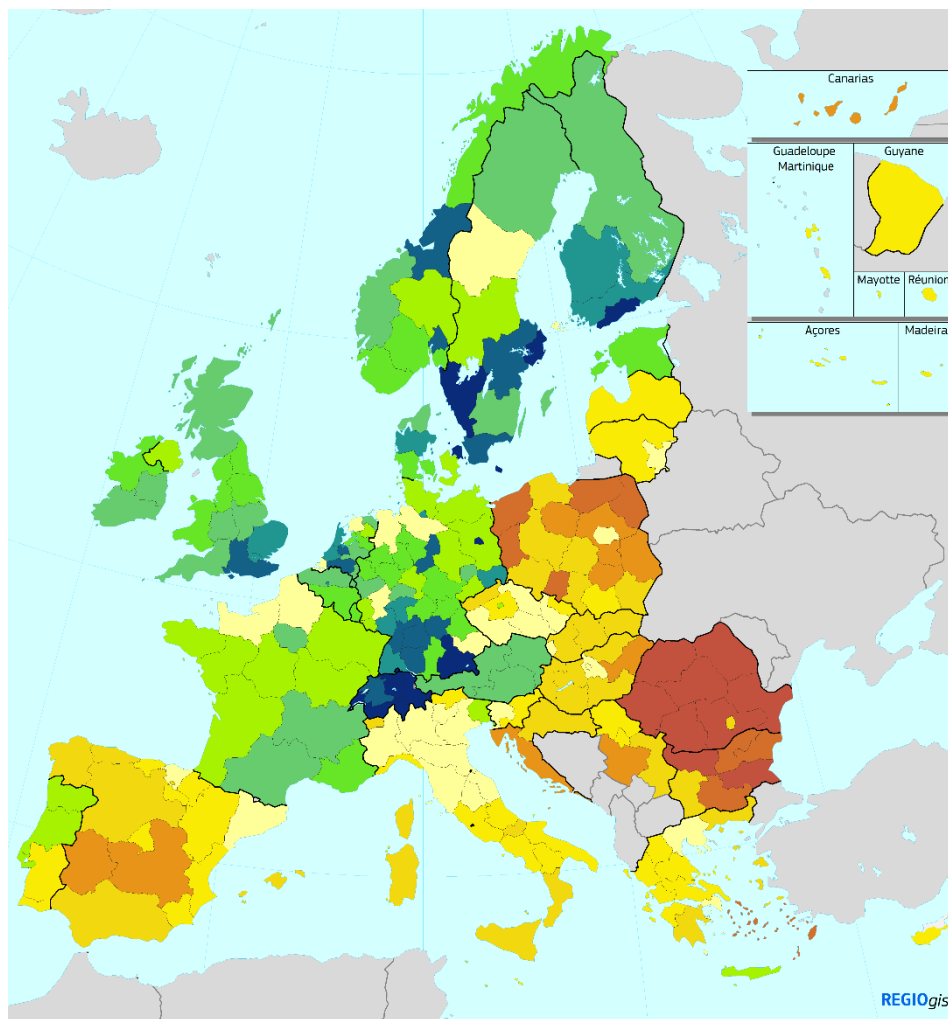 Canarias
Guadeloupe
Martinique
Guyane
Mayotte
Réunion
Açores
Madeira
REGIOgis